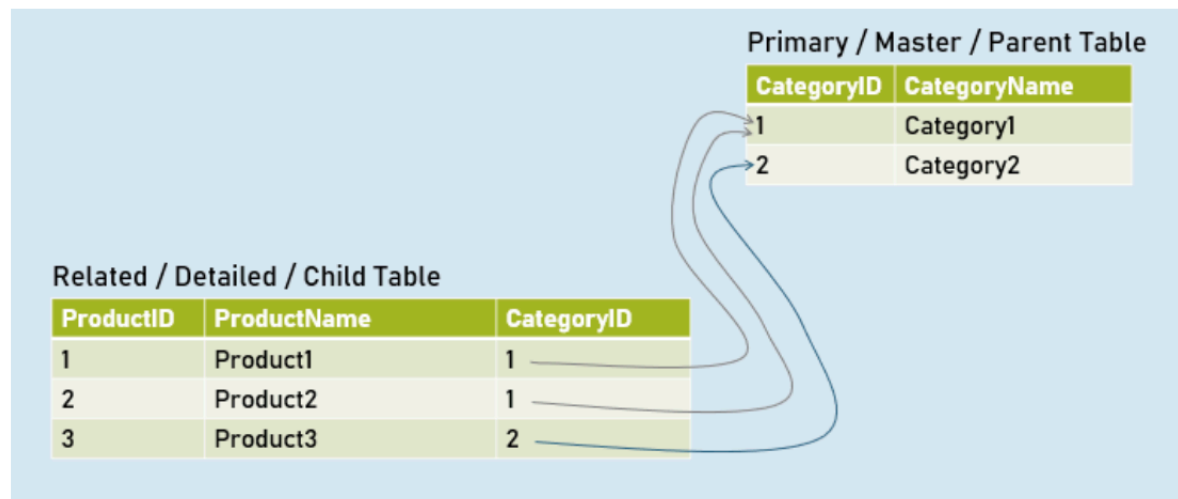 Primary / Master / Parent Table
CategoryID CategoryName
1 Category1
2 Category2
Related / Detailed / Child Table
ProductID ProductName CategoryID
1 Product1 1
2 Product2 1
3 Product3 2